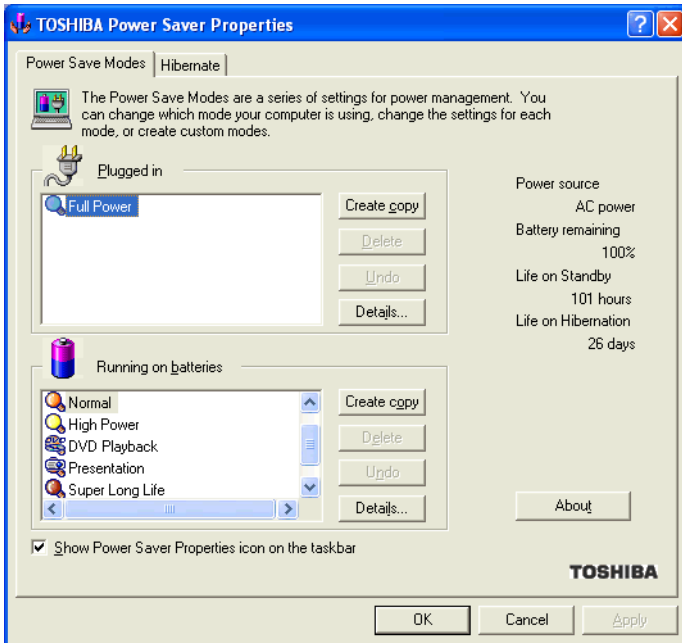 TOSHIBA Power Saver Properties
Power Save Modes
Hibernate
The Power Save Modes are a series of settings for power management. You
can change which mode your computer is using, change the settings for each
mode, or create custom modes.
Plugged in
Full Power
Create copy
Delete
Undo
Details...
Running on batteries
Normal
High Power
DVD Playback
Presentation
Super Long Life
Create copy
Delete
Undo
Details...
Power source
AC power
Battery remaining
100%
Life on Standby
101 hours
Life on Hibernation
26 days
About
Show Power Saver Properties icon on the taskbar
TOSHIBA
OK
Cancel
Apply